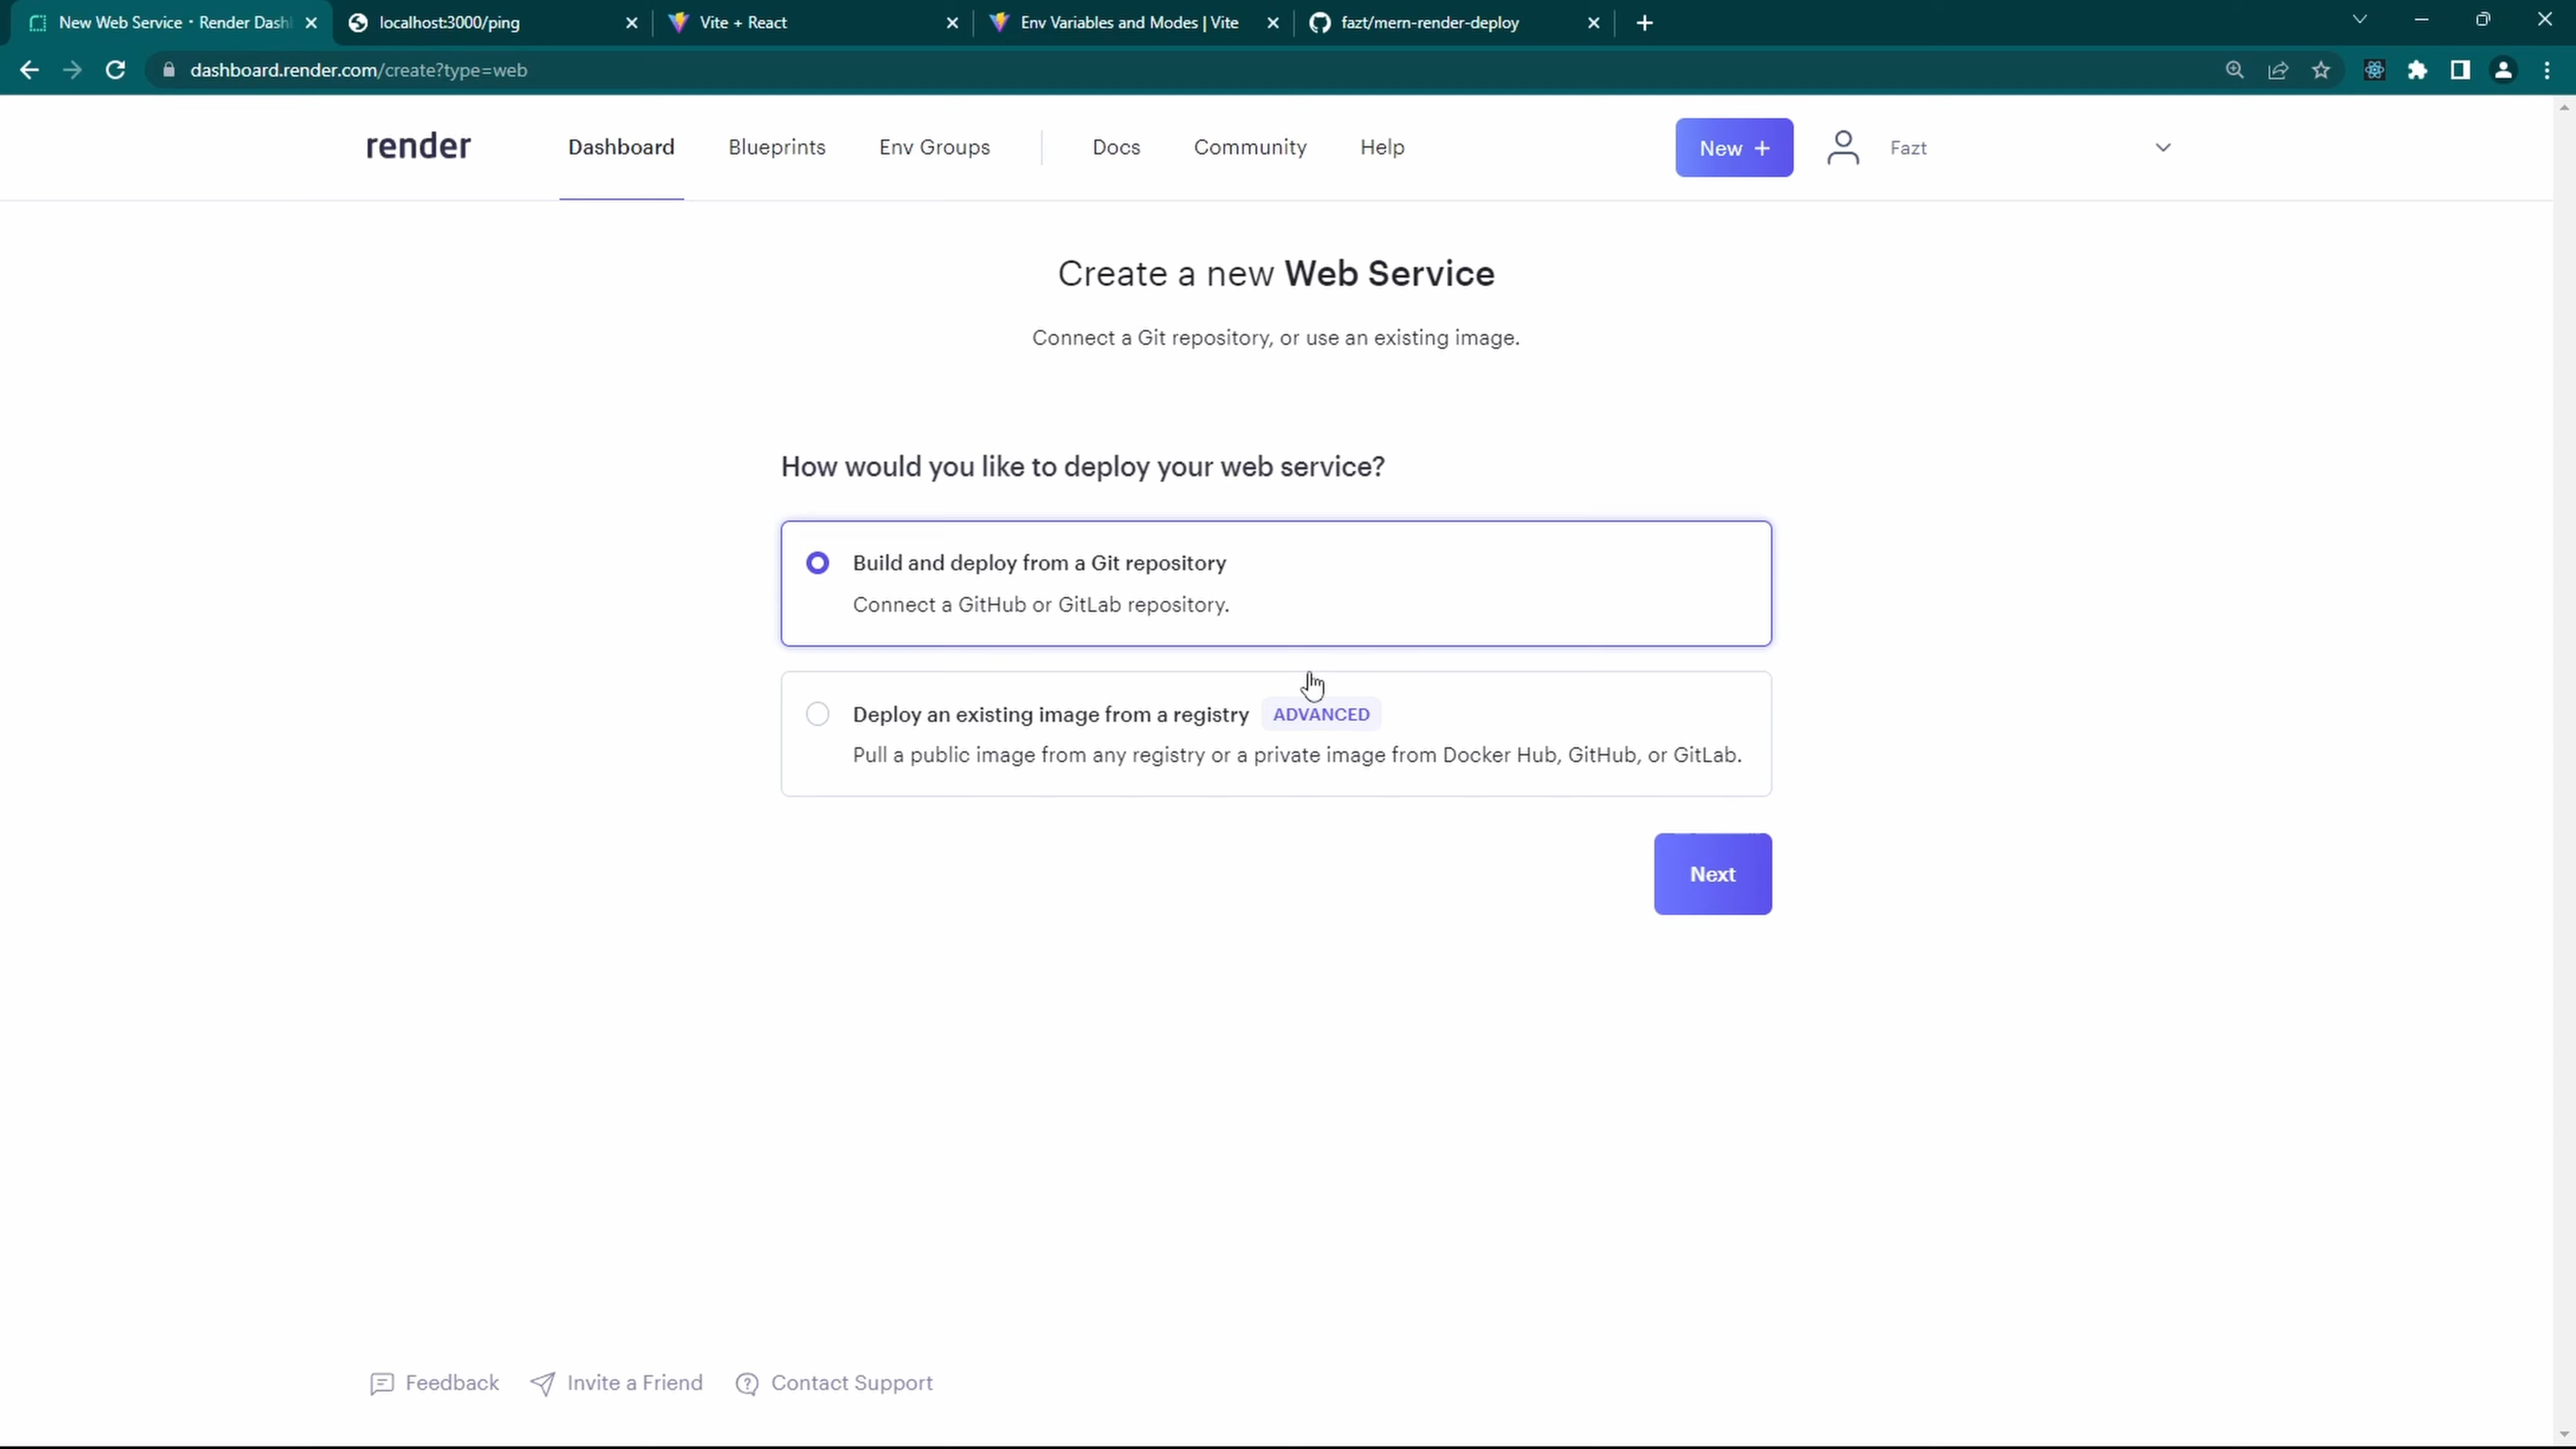 New Web Service · Render Dash
localhost:3000/ping
Vite + React
Env Variables and Modes | Vite
fazt/mern-render-deploy
dashboard.render.com/create?type=web
render
Dashboard
Blueprints
Env Groups
Docs
Community
Help
New +
Fazt
Create a new Web Service
Connect a Git repository, or use an existing image.
How would you like to deploy your web service?
Build and deploy from a Git repository
Connect a GitHub or GitLab repository.
Deploy an existing image from a registry ADVANCED
Pull a public image from any registry or a private image from Docker Hub, GitHub, or GitLab.
Next
Feedback
Invite a Friend
Contact Support